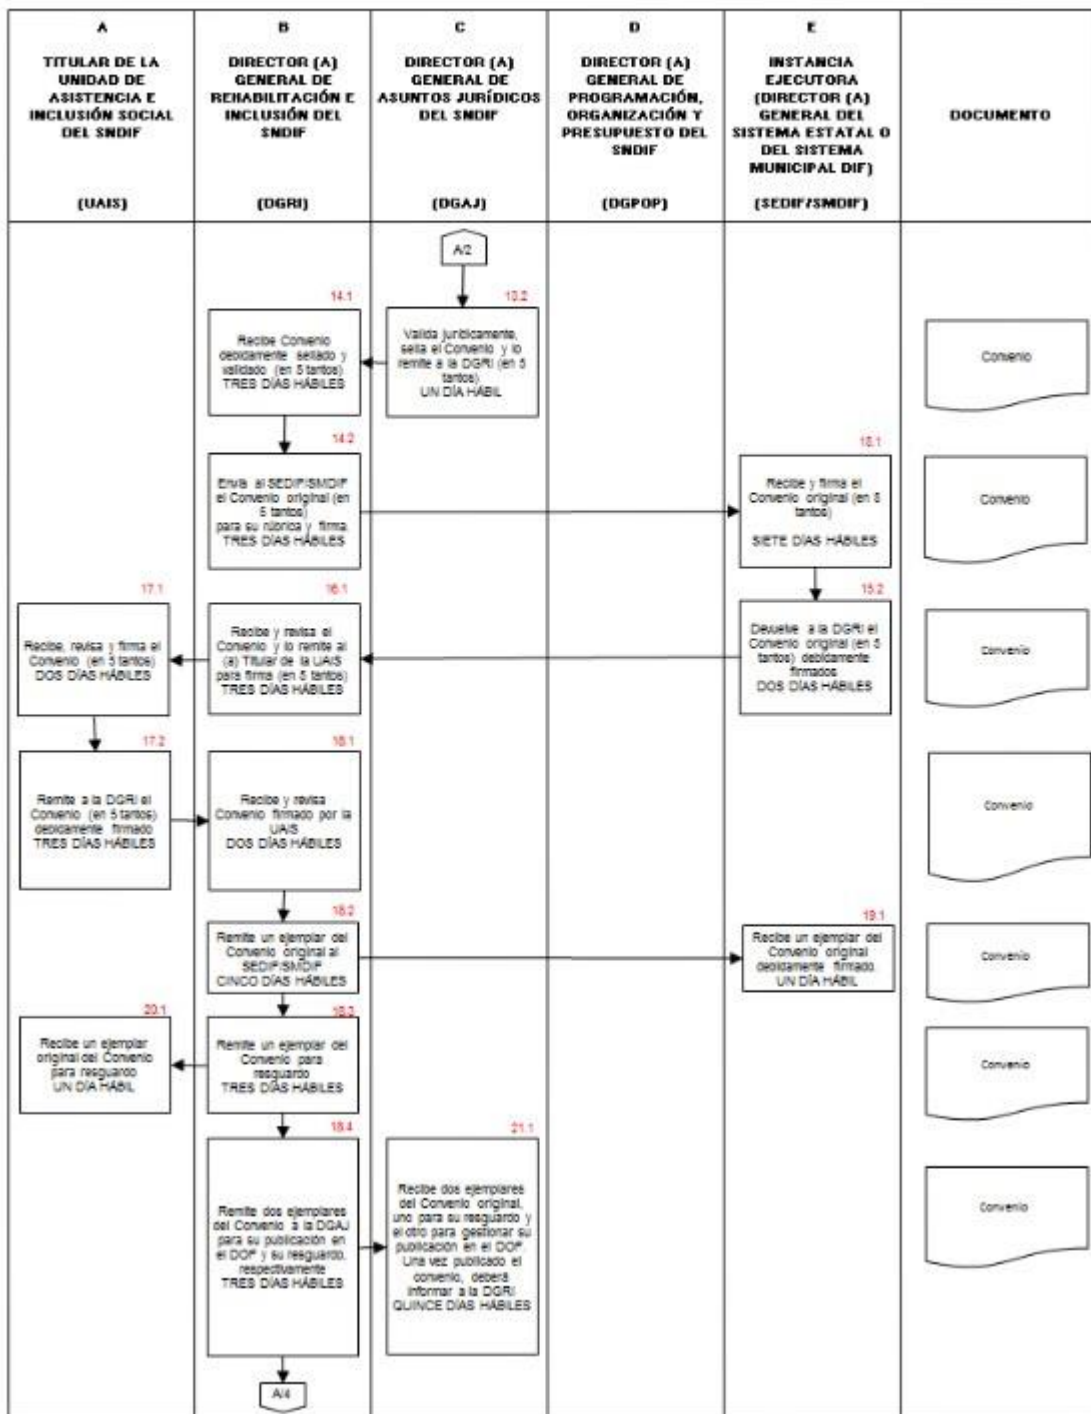 A
TITULAR DE LA
UNIDAD DE
ASISTENCIA E
INCLUSIÓN SOCIAL
DEL SNDIF
(UAIS)
B
DIRECTOR (A)
GENERAL DE
REHABILITACIÓN E
INCLUSIÓN DEL
SNDIF
(DGRI)
C
DIRECTOR (A)
GENERAL DE
ASUNTOS JURÍDICOS
DEL SNDIF
(DGAJ)
D
DIRECTOR (A)
GENERAL DE
PROGRAMACIÓN,
ORGANIZACIÓN Y
PRESUPUESTO DEL
SNDIF
(DGPOP)
E
INSTANCIA
EJECUTORA
(DIRECTOR (A)
GENERAL DEL
SISTEMA ESTATAL O
DEL SISTEMA
MUNICIPAL DIF)
(SEDIF/SMDIF)
DOCUMENTO
A/2
13.2
Valida jurídicamente,
sella el Convenio y lo
remite a la DGRI (en 5
tantos)
UN DÍA HÁBIL
14.1
Recibe Convenio
debidamente sellado y
validado (en 5 tantos)
TRES DÍAS HÁBILES
Convenio
14.2
Envía al SEDIF/SMDIF
el Convenio original (en
5 tantos)
para su rúbrica y firma
TRES DÍAS HÁBILES
15.1
Recibe y firma el
Convenio original (en 5
tantos)
SIETE DÍAS HÁBILES
Convenio
15.2
Devuelve a la DGRI el
Convenio original (en 5
tantos) debidamente
firmados
DOS DÍAS HÁBILES
16.1
Recibe y revisa el
Convenio y lo remite al
(a) Titular de la UAIS
para firma (en 5 tantos)
TRES DÍAS HÁBILES
17.1
Recibe, revisa y firma el
Convenio (en 5 tantos)
DOS DÍAS HÁBILES
Convenio
17.2
Remite a la DGRI el
Convenio (en 5 tantos)
debidamente firmado
TRES DÍAS HÁBILES
18.1
Recibe y revisa
Convenio firmado por la
UAIS
DOS DÍAS HÁBILES
Convenio
18.2
Remite un ejemplar del
Convenio original al
SEDIF/SMDIF
CINCO DÍAS HÁBILES
19.1
Recibe un ejemplar del
Convenio original
debidamente firmado
UN DÍA HÁBIL
Convenio
18.3
Remite un ejemplar del
Convenio para
resguardo
TRES DÍAS HÁBILES
20.1
Recibe un ejemplar
original del Convenio
para resguardo
UN DÍA HÁBIL
Convenio
18.4
Remite dos ejemplares
del Convenio a la DGAJ
para su publicación en
el DOF y su resguardo,
respectivamente
TRES DÍAS HÁBILES
21.1
Recibe dos ejemplares
del Convenio original,
uno para su resguardo y
el otro para gestionar su
publicación en el DOF.
Una vez publicado el
convenio, deberá
informar a la DGRI
QUINCE DÍAS HÁBILES
Convenio
A/4